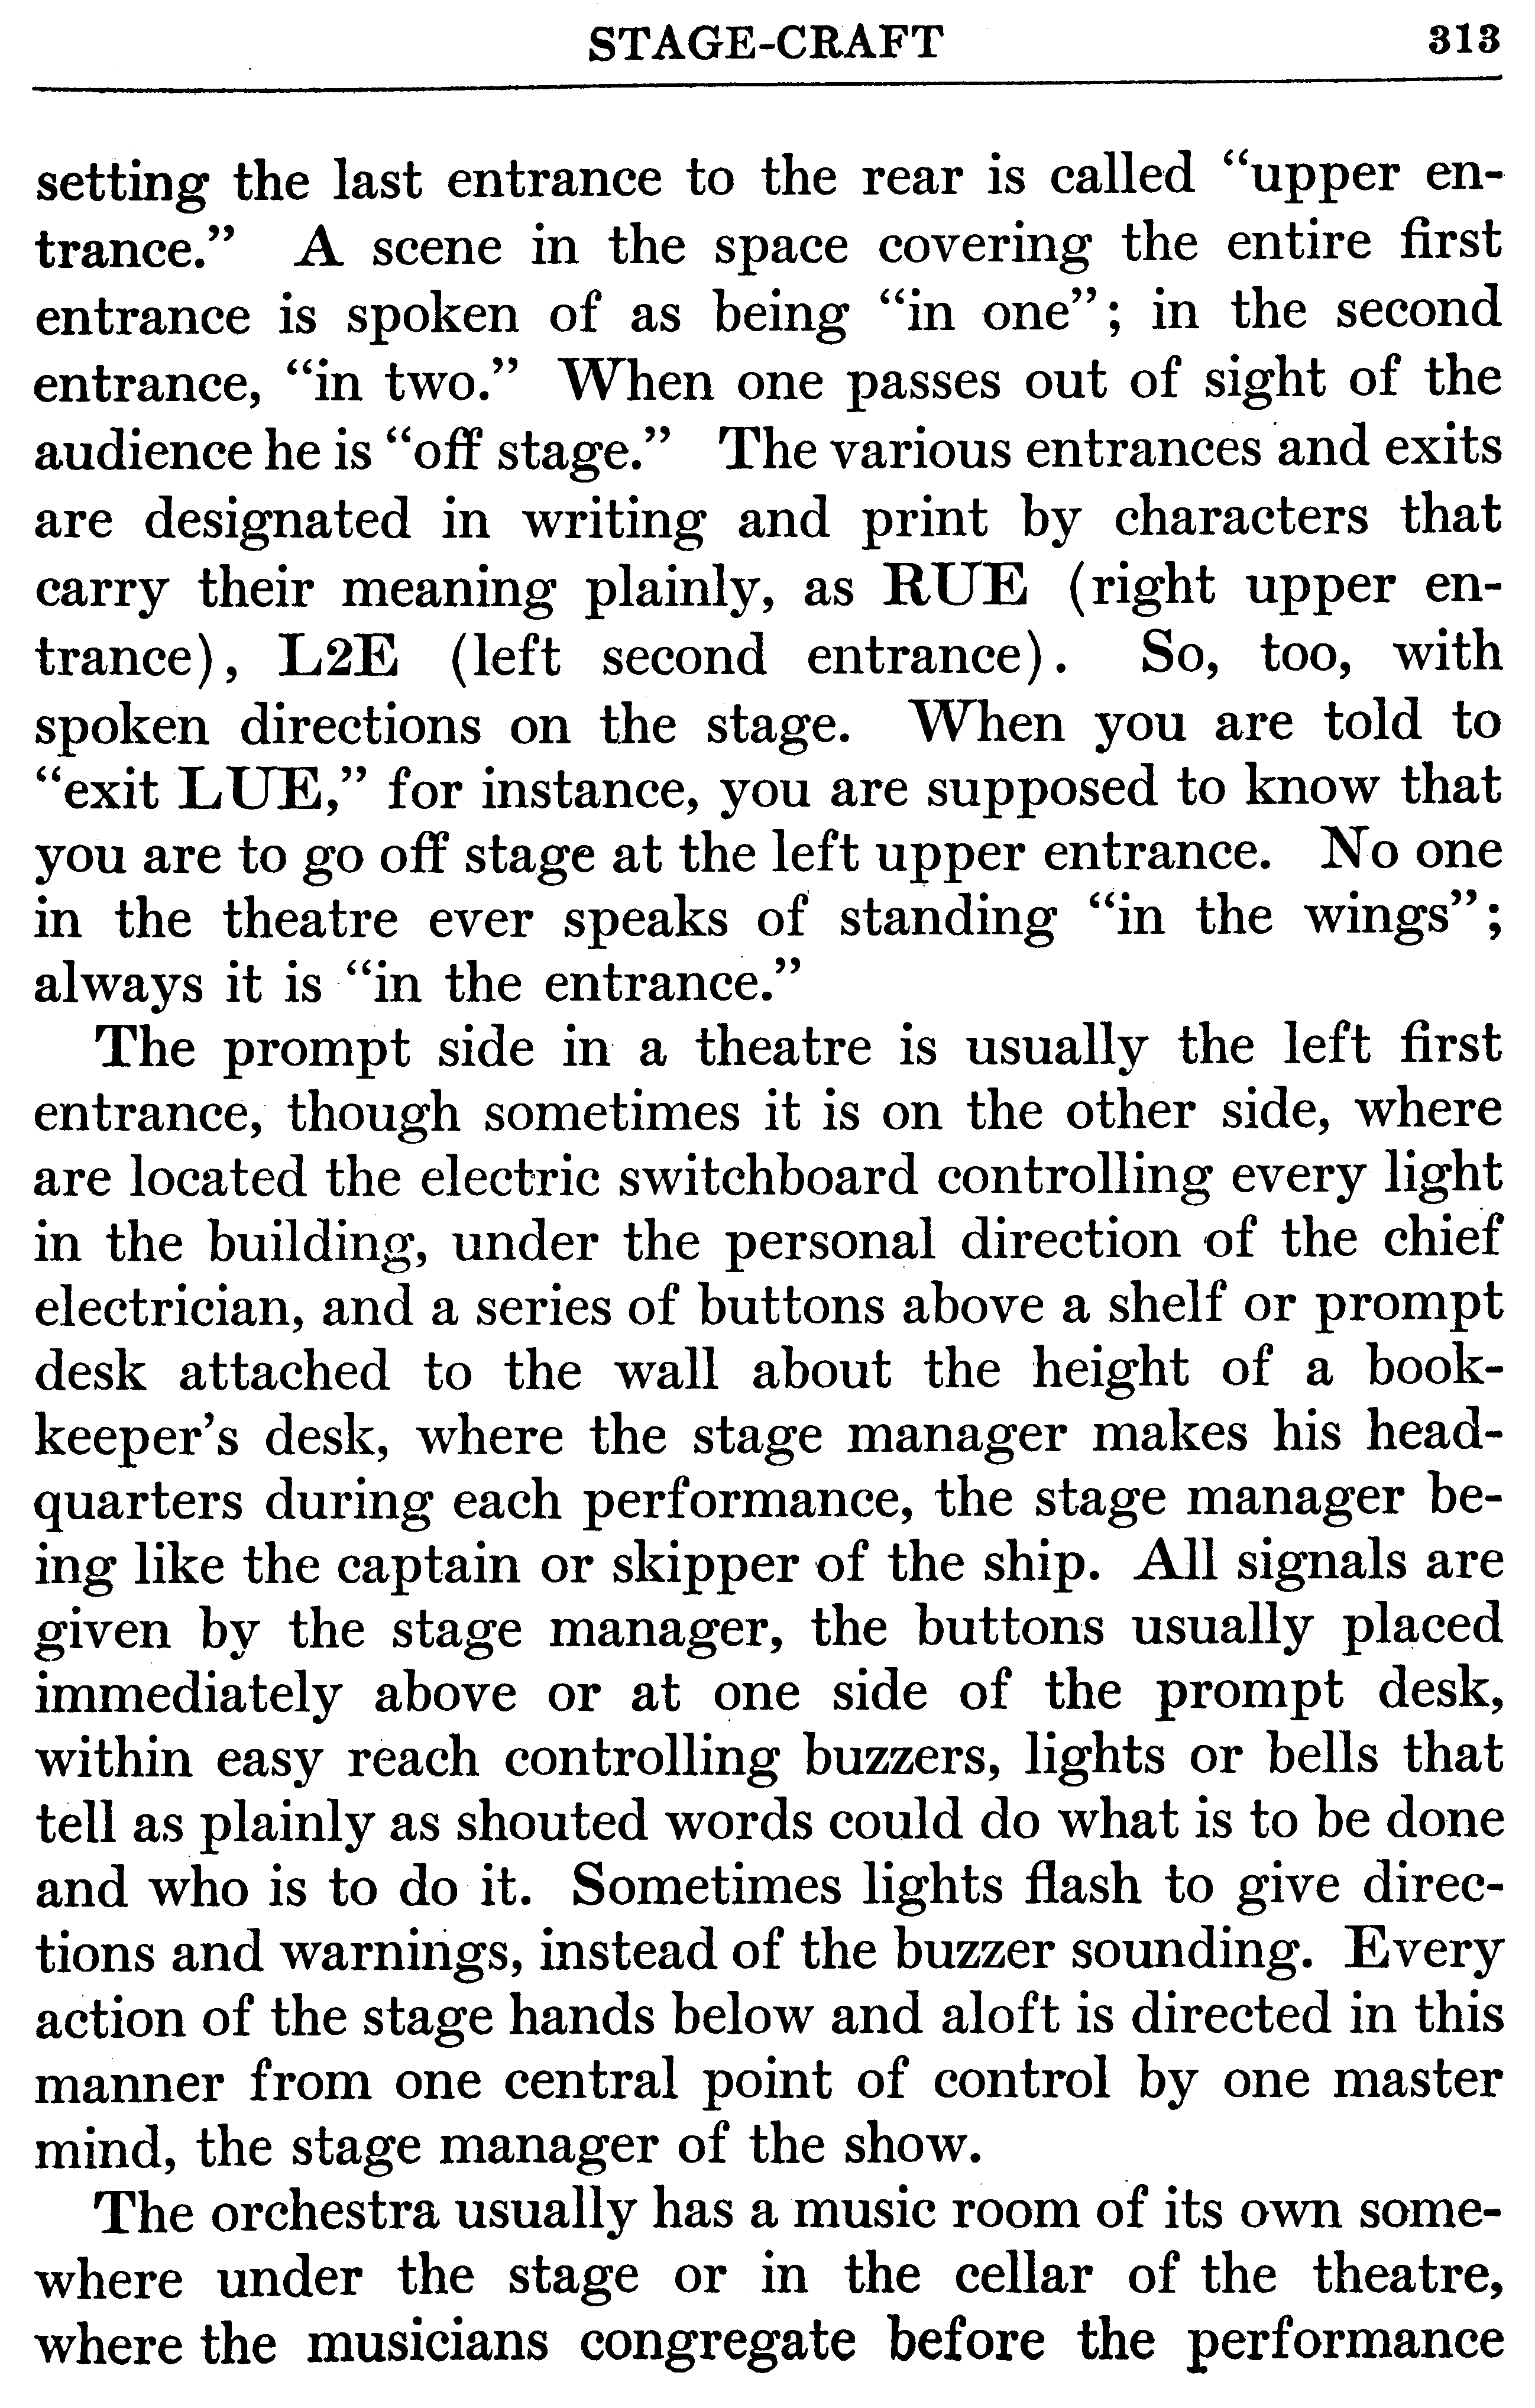 STAGE-CRAFT 313
setting the last entrance to the rear is called “upper en-
trance.” A scene in the space covering the entire first
entrance is spoken of as being “in one”; in the second
entrance, “in two.” When one passes out of sight of the
audience he is “off stage.” The various entrances and exits
are designated in writing and print by characters that
carry their meaning plainly, as RUE (right upper en-
trance), L2E (left second entrance). So, too, with
spoken directions on the stage. When you are told to
“exit LUE,” for instance, you are supposed to know that
you are to go off stage at the left upper entrance. No one
in the theatre ever speaks of standing “in the wings”;
always it is “in the entrance.”
The prompt side in a theatre is usually the left first
entrance, though sometimes it is on the other side, where
are located the electric switchboard controlling every light
in the building, under the personal direction of the chief
electrician, and a series of buttons above a shelf or prompt
desk attached to the wall about the height of a book-
keeper’s desk, where the stage manager makes his head-
quarters during each performance, the stage manager be-
ing like the captain or skipper of the ship. All signals are
given by the stage manager, the buttons usually placed
immediately above or at one side of the prompt desk,
within easy reach controlling buzzers, lights or bells that
tell as plainly as shouted words could do what is to be done
and who is to do it. Sometimes lights flash to give direc-
tions and warnings, instead of the buzzer sounding. Every
action of the stage hands below and aloft is directed in this
manner from one central point of control by one master
mind, the stage manager of the show.
The orchestra usually has a music room of its own some-
where under the stage or in the cellar of the theatre,
where the musicians congregate before the performance